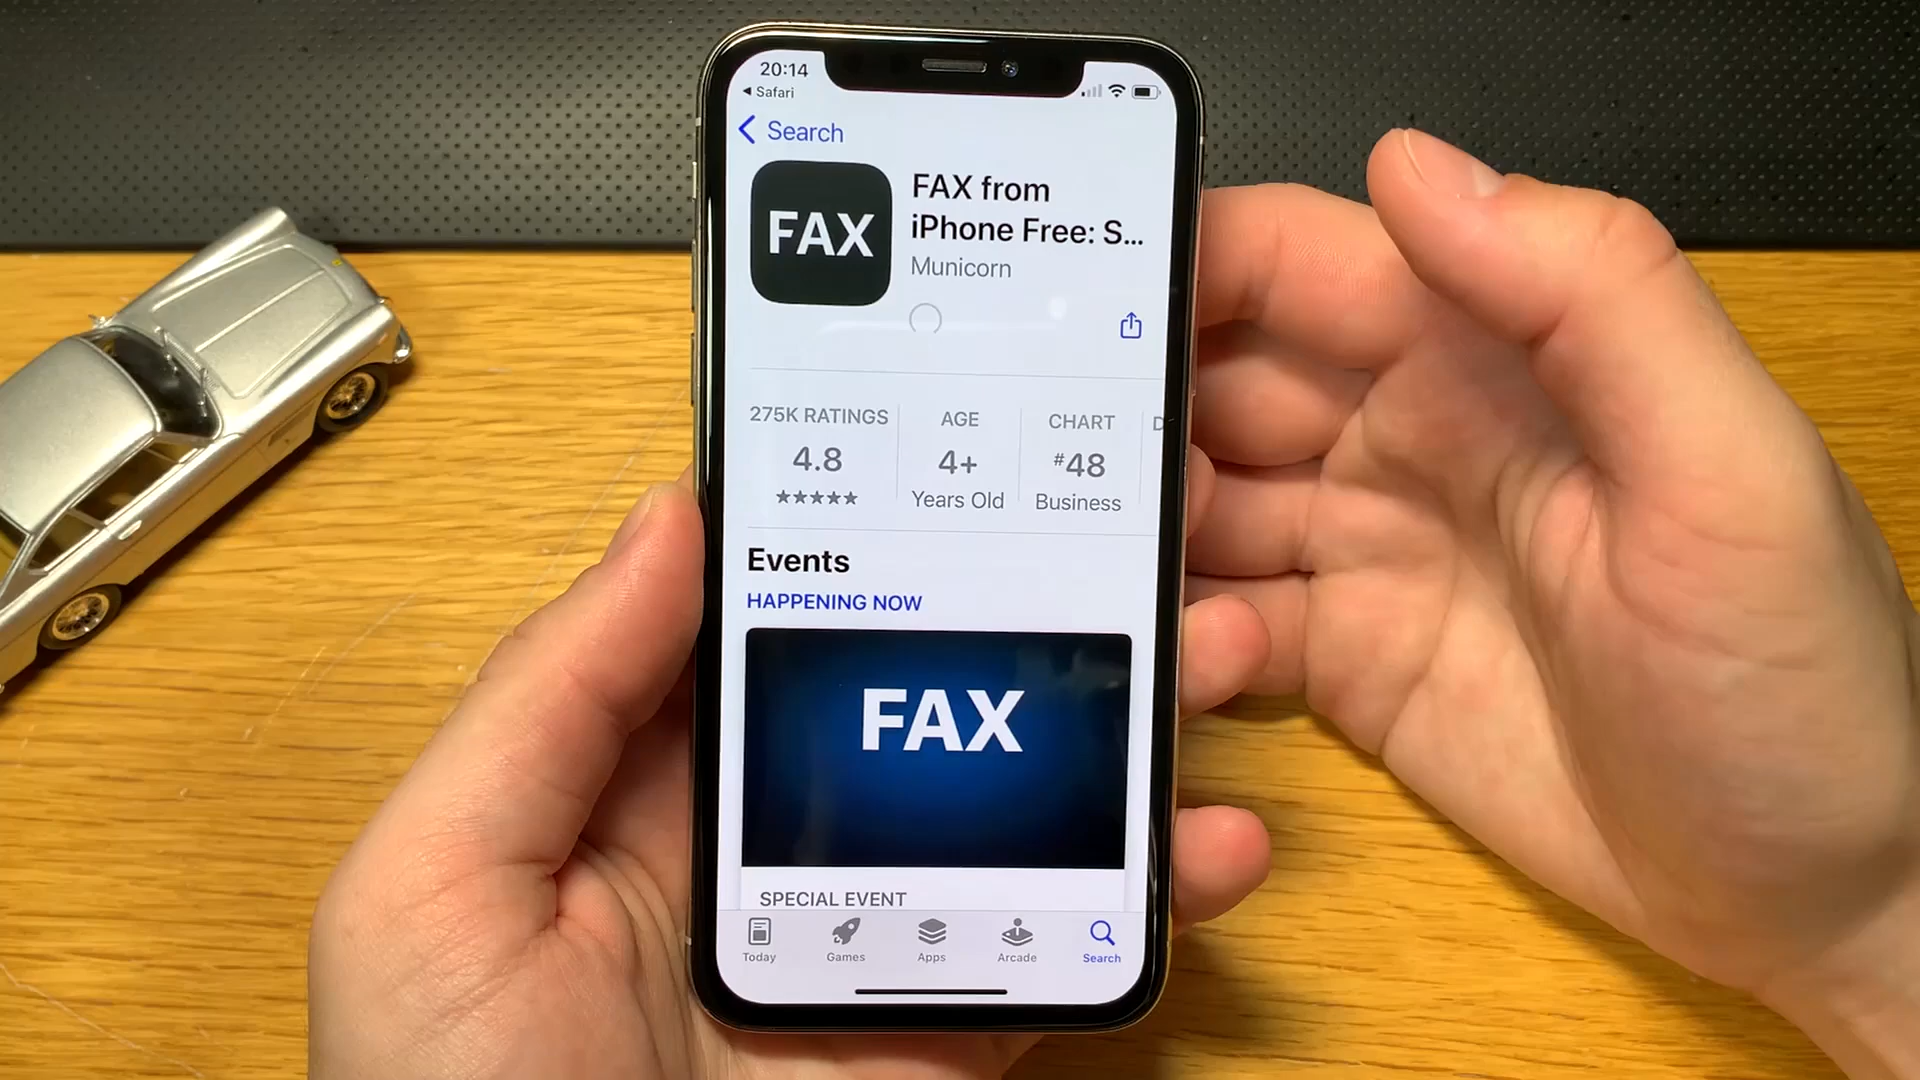 20:14
Safari
Search
FAX
FAX from
iPhone Free: S...
Municorn
275K RATINGS
4.8
★★★★★
AGE
4+
Years Old
CHART
#48
Business
Events
HAPPENING NOW
FAX
SPECIAL EVENT
Today
Games
Apps
Arcade
Search